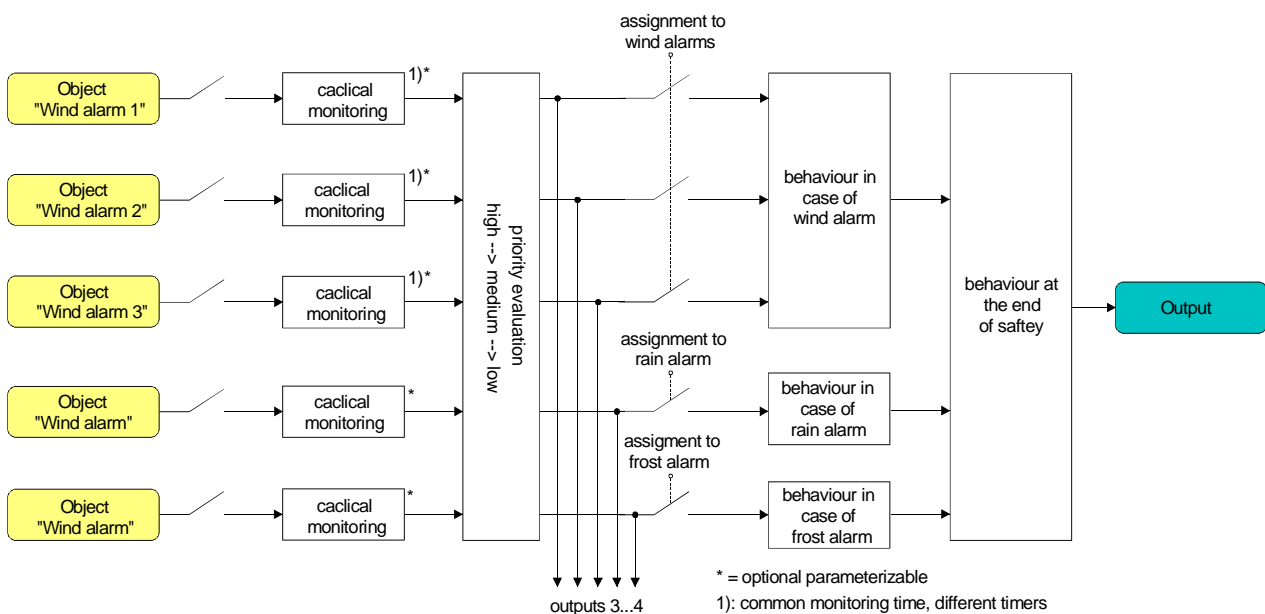 assignment to
wind alarms
Object
"Wind alarm 1"
caclical
monitoring
1)*
Object
"Wind alarm 2"
caclical
monitoring
1)*
Object
"Wind alarm 3"
caclical
monitoring
1)*
Object
"Wind alarm"
caclical
monitoring
*
Object
"Wind alarm"
caclical
monitoring
*
priority evaluation
high --> medium --> low
behaviour in
case of
wind alarm
assignment to
rain alarm
behaviour in
case of
rain alarm
assigment to
frost alarm
behaviour in
case of
frost alarm
behaviour at
the end
of saftey
Output
outputs 3...4
* = optional parameterizable
1): common monitoring time, different timers